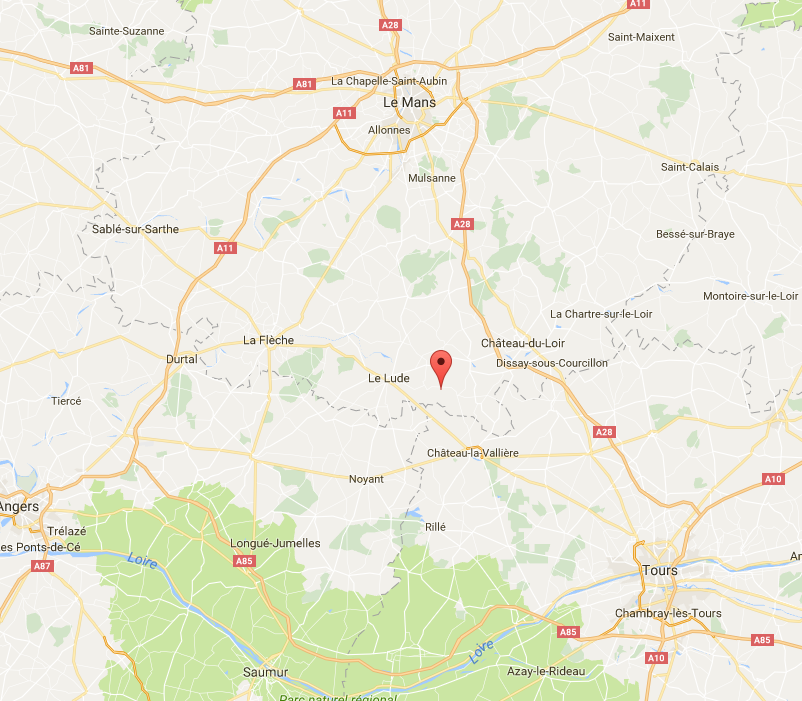 A11
A28
Sainte-Suzanne
Saint-Maixent
A81
A81
La Chapelle-Saint-Aubin
Le Mans
A11
Allonnes
Saint-Calais
Mulsanne
A28
Sablé-sur-Sarthe
Bessé-sur-Braye
A11
Montoire-sur-le-Loir
La Chartre-sur-le-Loir
La Flèche
Château-du-Loir
Durtal
Dissay-sous-Courcillon
Le Lude
Tiercé
A28
Château-la-Vallière
Noyant
A10
Angers
Rillé
Trélazé
Longué-Jumelles
es Ponts-de-Cé
A85
Loire
A87
Tours
Chambray-lès-Tours
A85
A85
Loire
A10
Saumur
Azay-le-Rideau
Parc naturel régional